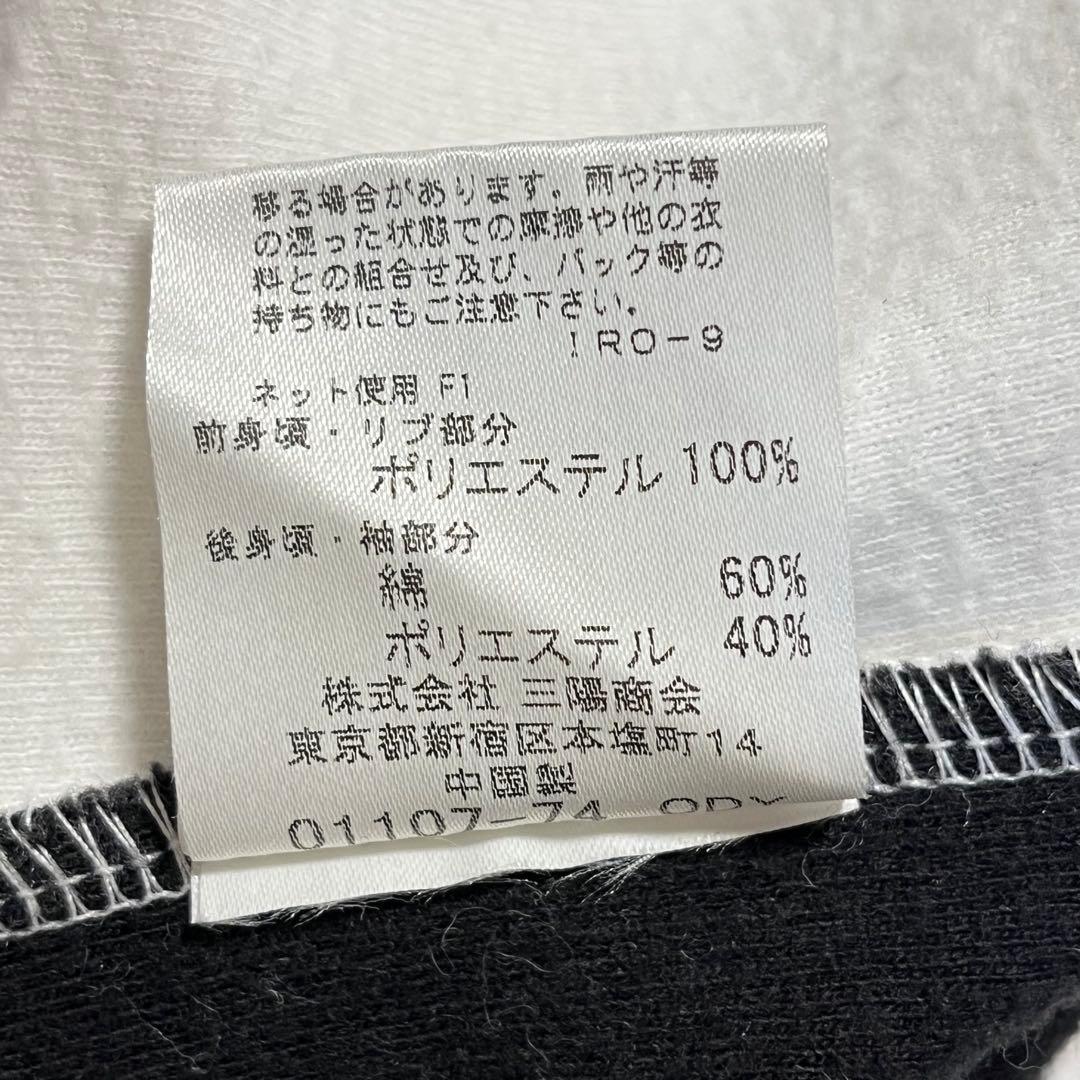 移る場合があります。雨や汗等
の湿った状態での摩擦や他の衣
料との組合せ及び、バック等の
持ち物にもご注意下さい。
IRO-9
ネット使用 F1
前身頃・リブ部分
ポリエステル 100%
後身頃・袖部分
綿 60%
ポリエステル 40%
株式会社 三陽商会
東京都新宿区本塩町14
中国製
01107-74